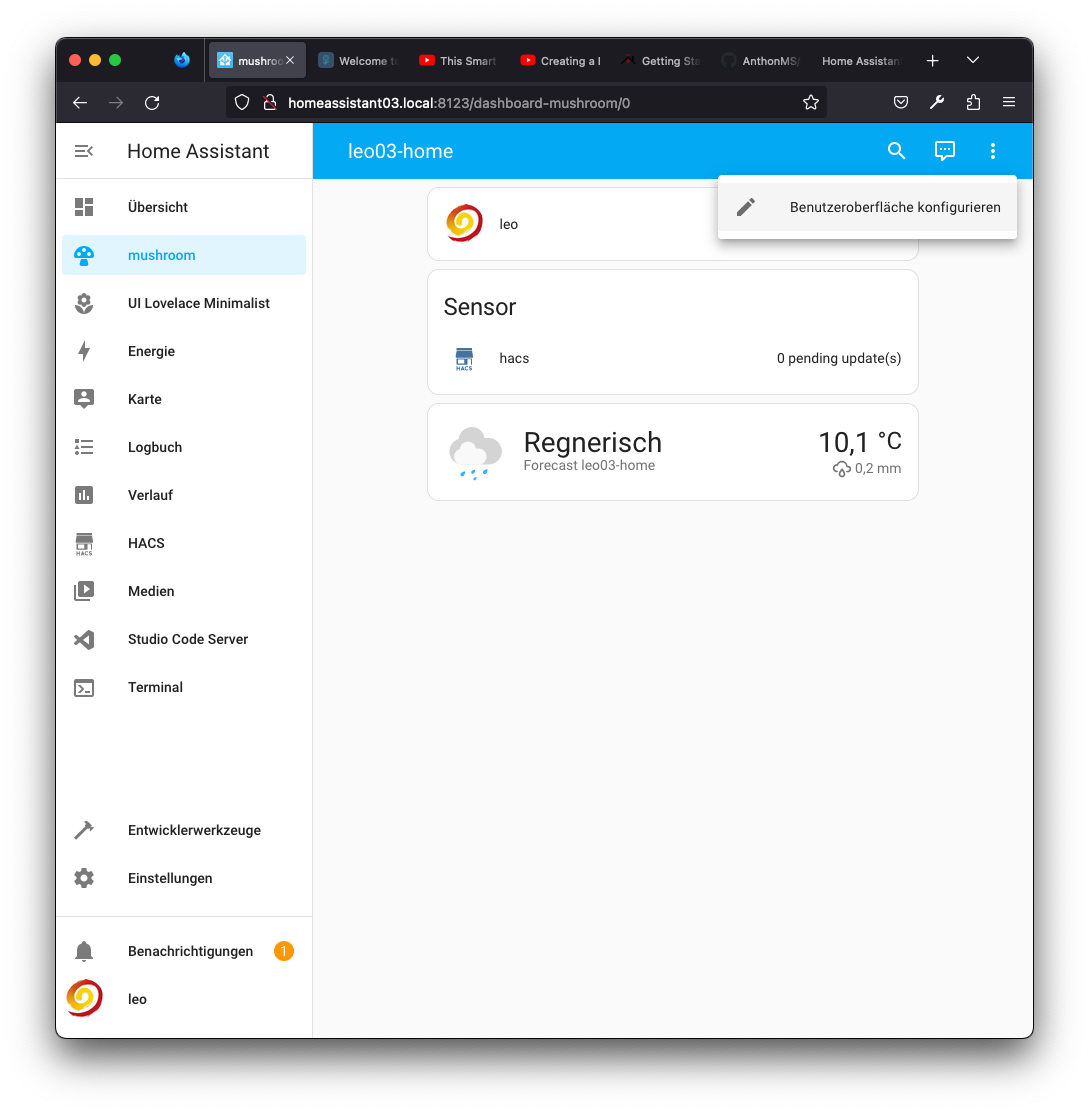 mushroo
Welcome to
This Smart
Creating a l
Getting Sta
AnthonMS/
Home Assistan
homeassistant03.local:8123/dashboard-mushroom/0
Home Assistant
leo03-home
Benutzeroberfläche konfigurieren
Übersicht
mushroom
UI Lovelace Minimalist
Energie
Karte
Logbuch
Verlauf
HACS
HACS
Medien
Studio Code Server
Terminal
Entwicklerwerkzeuge
Einstellungen
Benachrichtigungen 1
leo
leo
Sensor
HACS
hacs 0 pending update(s)
Regnerisch 10,1 °C
Forecast leo03-home 0,2 mm